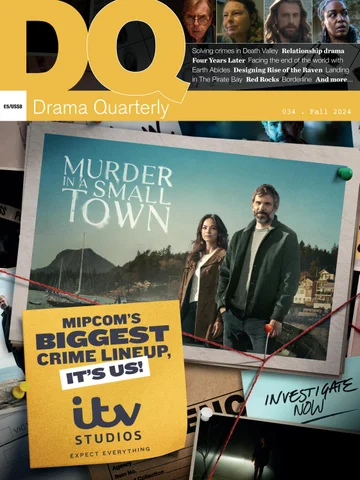 DQ
Solving crimes in Death Valley Relationship drama
Four Years Later Facing the end of the world with
Earth Abides Designing Rise of the Raven Landing
in The Pirate Bay Red Rocks Borderline And more
£5/US$8
Drama Quarterly
034 . Fall 2024
MURDER
IN A SMALL
TOWN
MIPCOM'S
BIGGEST
CRIME LINEUP,
IT'S US!
itv
STUDIOS
EXPECT EVERYTHING
INVESTIGATE
NOW
Agency
Item No.